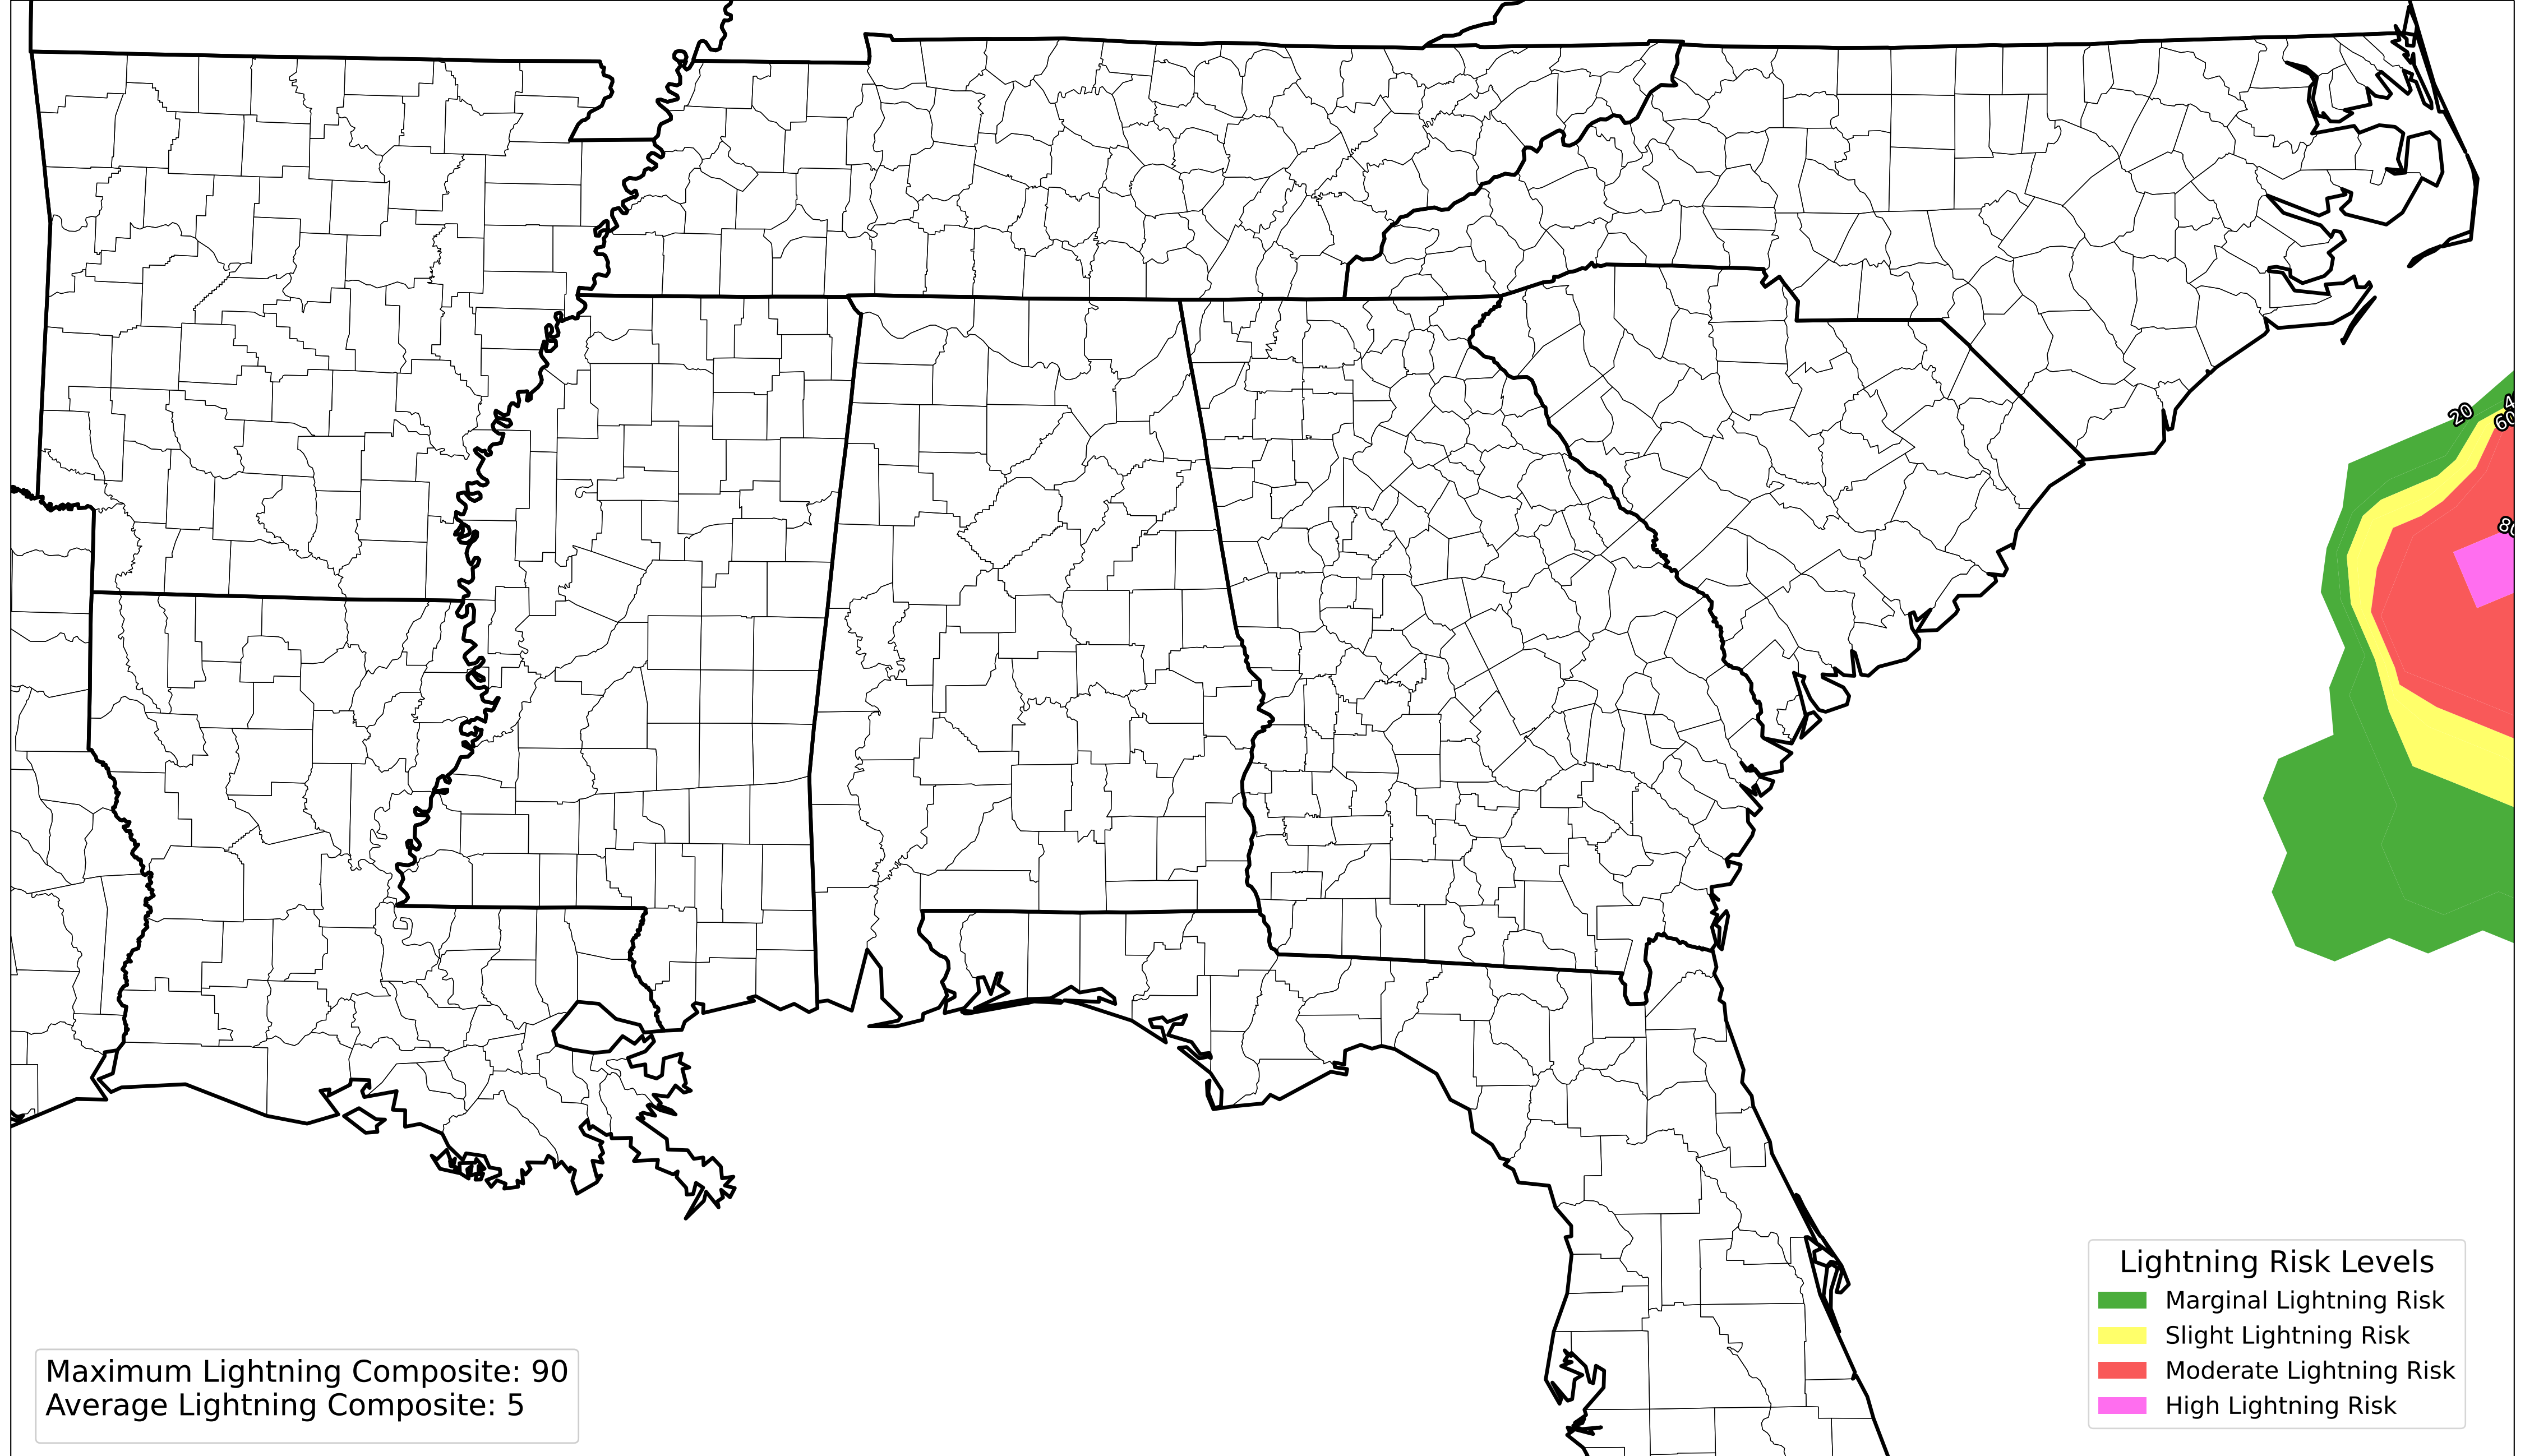 20
60
Lightning Risk Levels
Marginal Lightning Risk
Slight Lightning Risk
Moderate Lightning Risk
High Lightning Risk
Maximum Lightning Composite: 90
Average Lightning Composite: 5